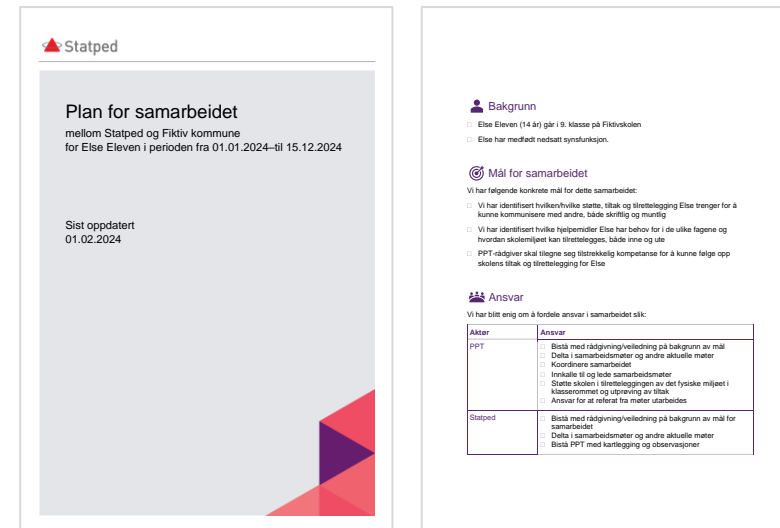 Statped
Plan for samarbeidet
mellom Statped og Fiktiv kommune
for Else Eleven i perioden fra 01.01.2024–til 15.12.2024
Sist oppdatert
01.02.2024
Bakgrunn
Else Eleven (14 år) går i 9. klasse på Fiktivskolen
Else har medfødt nedsatt synsfunksjon.
Mål for samarbeidet
Vi har følgende konkrete mål for dette samarbeidet:
Vi har identifisert hvilken/hvilke støtte, tiltak og tilrettelegging Else trenger for å
kunne kommunisere med andre, både skriftlig og muntlig
Vi har identifisert hvilke hjelpemidler Else har behov for i de ulike fagene og
hvordan skolemiljøet kan tilrettelegges, både inne og ute
PPT-rådgiver skal tilegne seg tilstrekkelig kompetanse for å kunne følge opp
skolens tiltak og tilrettelegging for Else
Ansvar
Vi har blitt enig om å fordele ansvar i samarbeidet slik:
Aktør Ansvar
PPT Bistå med rådgivning/veiledning på bakgrunn av mål
Delta i samarbeidsmøter og andre aktuelle møter
Koordinere samarbeidet
Innkalle til og lede samarbeidsmøter
Støtte skolen i tilretteleggingen av det fysiske miljøet i
klasserommet og utprøving av tiltak
Ansvar for at referat fra møter utarbeides
Statped Bistå med rådgivning/veiledning på bakgrunn av mål for
samarbeidet
Delta i samarbeidsmøter og andre aktuelle møter
Bistå PPT med kartlegging og observasjoner